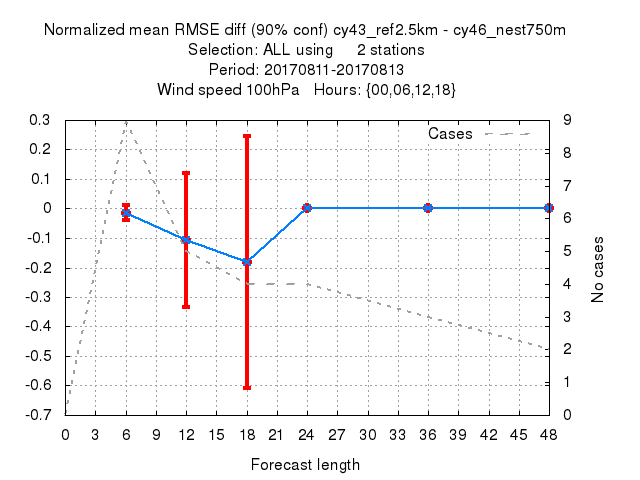 Normalized mean RMSE diff (90% conf) cy43_ref2.5km - cy46_nest750m
Selection: ALL using 2 stations
Period: 20170811-20170813
Wind speed 100hPa Hours: {00,06,12,18}
Cases
0.3
0.2
0.1
0
-0.1
-0.2
-0.3
-0.4
-0.5
-0.6
-0.7
9
8
7
6
5
4
3
2
1
0
No cases
0 3 6 9 12 15 18 21 24 27 30 33 36 39 42 45 48
Forecast length